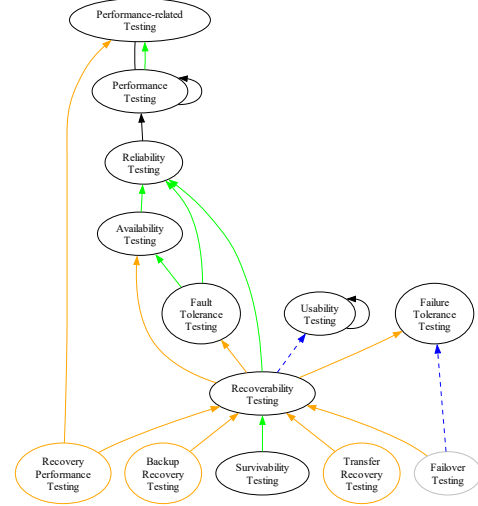 Performance-related
Testing
Performance
Testing
Reliability
Testing
Availability
Testing
Fault
Tolerance
Testing
Usability
Testing
Failure
Tolerance
Testing
Recoverability
Testing
Recovery
Performance
Testing
Backup
Recovery
Testing
Survivability
Testing
Transfer
Recovery
Testing
Failover
Testing